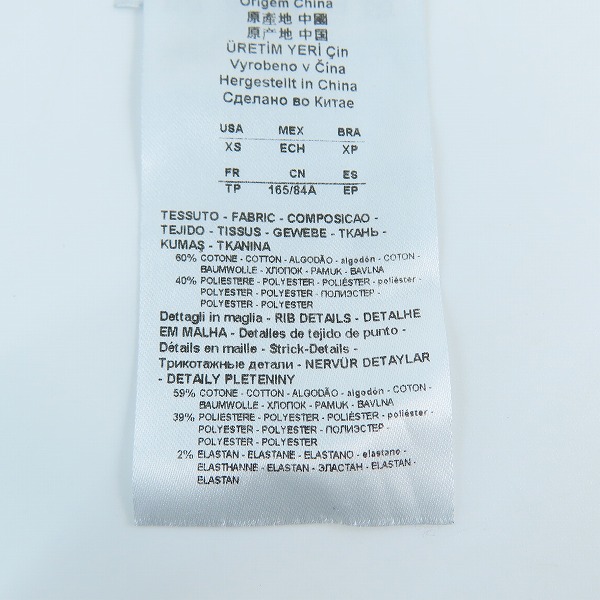 Origem China
原產地 中國
原产地 中国
ÜRETİM YERİ Çin
Vyrobeno v Čina
Hergestellt in China
Сделано во Китае
USA MEX BRA
XS ECH XP
FR CN ES
TP 165/84A EP
TESSUTO - FABRIC - COMPOSICAO -
TEJIDO - TISSUS - GEWEBE - ТКАНЬ -
KUMAŞ - TKANINA
60% COTONE - COTTON - ALGODÃO - algodón - COTON -
BAUMWOLLE - ХЛОПОК - PAMUK - BAVLNA
40% POLIESTERE - POLYESTER - POLIÉSTER - poliéster -
POLYESTER - POLYESTER - ПОЛИЭСТЕР -
POLYESTER - POLYESTER
Dettagli in maglia - RIB DETAILS - DETALHE
EM MALHA - Detalles de tejido de punto -
Détails en maille - Strick-Details -
Трикотажные детали - NERVÜR DETAYLAR
- DETAILY PLETENINY
59% COTONE - COTTON - ALGODÃO - algodón - COTON -
BAUMWOLLE - ХЛОПОК - PAMUK - BAVLNA
39% POLIESTERE - POLYESTER - POLIÉSTER - poliéster -
POLYESTER - POLYESTER - ПОЛИЭСТЕР -
POLYESTER - POLYESTER
2% ELASTAN - ELASTANE - ELASTANO - elastano -
ELASTHANNE - ELASTAN - ЭЛАСТАН - ELASTAN -
ELASTAN